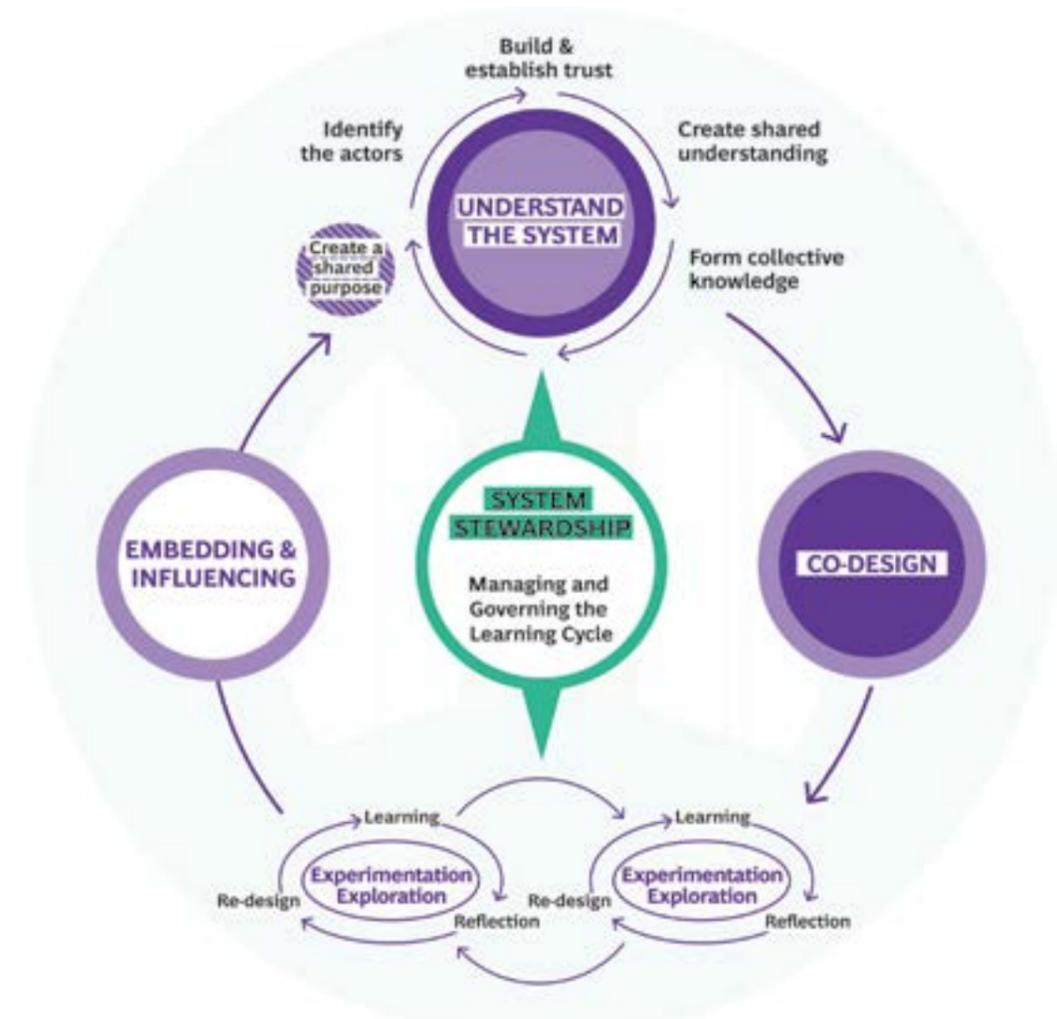 Build &
establish trust
Identify
the actors
Create shared
understanding
UNDERSTAND
THE SYSTEM
Create a
shared
purpose
Form collective
knowledge
EMBEDDING &
INFLUENCING
SYSTEM
STEWARDSHIP
Managing and
Governing the
Learning Cycle
CO-DESIGN
Learning
Experimentation
Exploration
Re-design
Reflection
Learning
Experimentation
Exploration
Re-design
Reflection